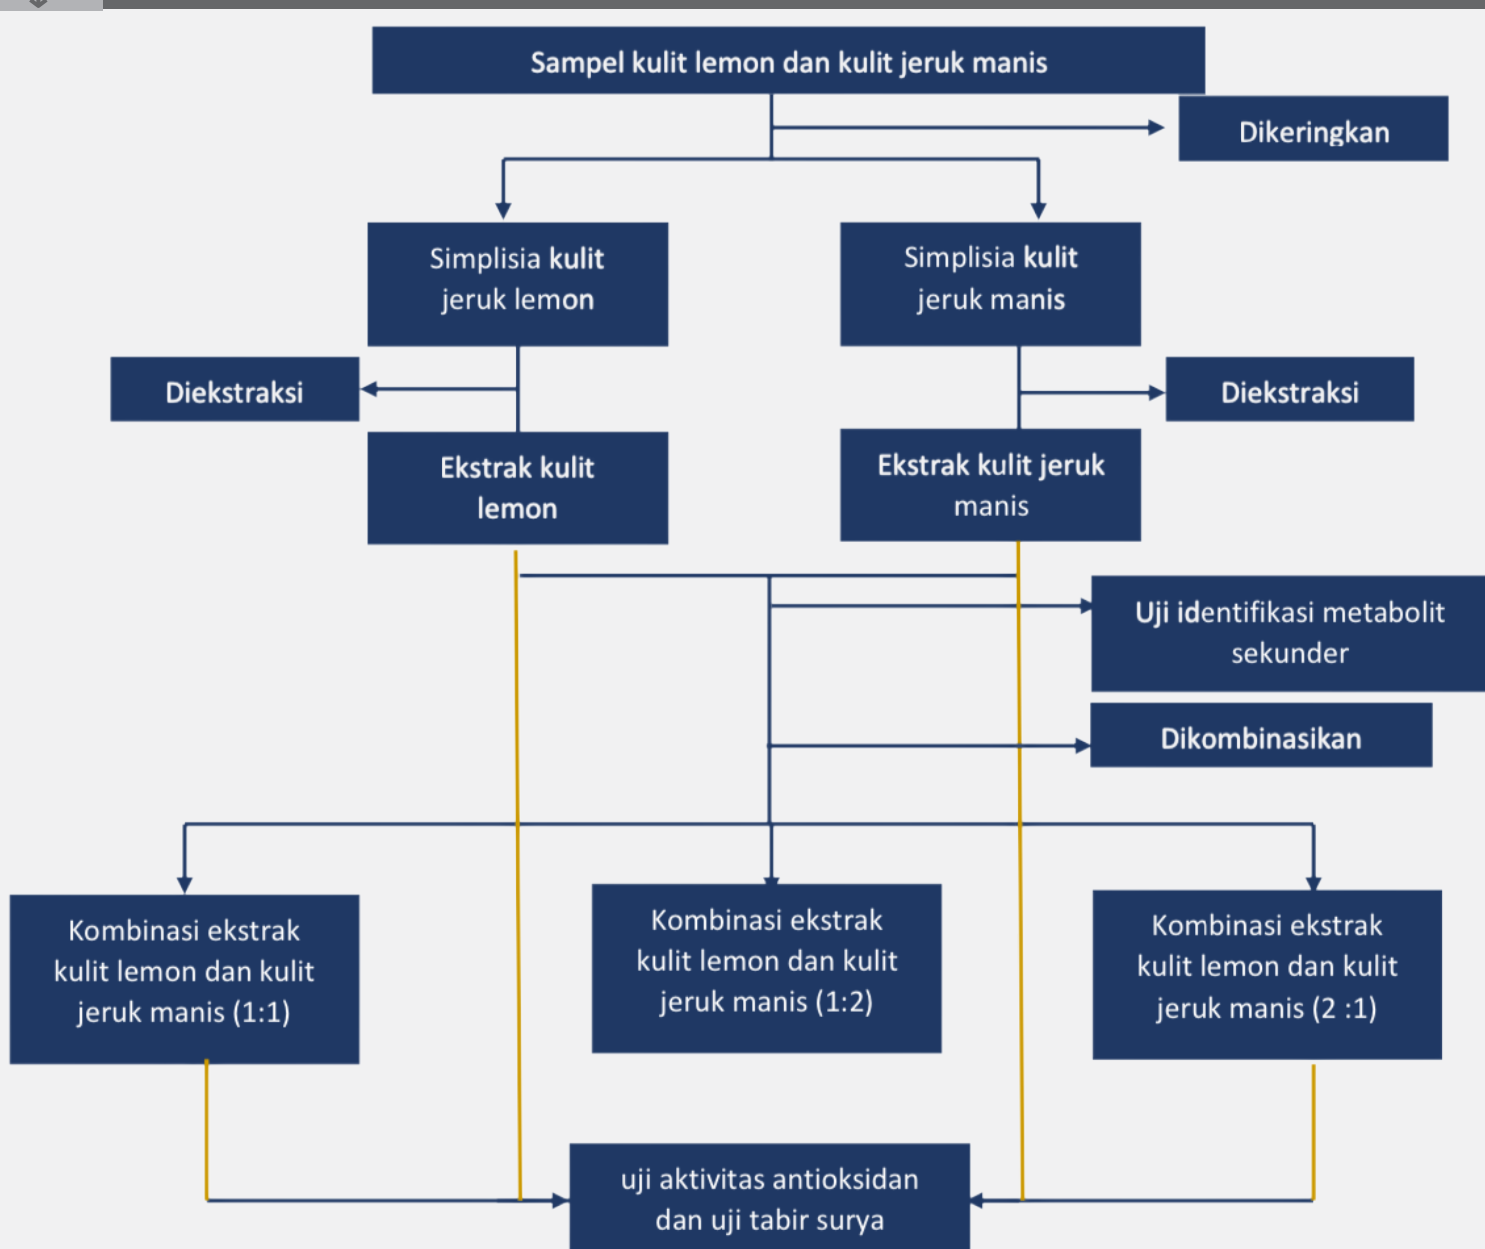 Sampel kulit lemon dan kulit jeruk manis
Dikeringkan
Simplisia kulit
jeruk lemon
Simplisia kulit
jeruk manis
Diekstraksi
Diekstraksi
Ekstrak kulit
lemon
Ekstrak kulit jeruk
manis
Uji identifikasi metabolit
sekunder
Dikombinasikan
Kombinasi ekstrak
kulit lemon dan kulit
jeruk manis (1:1)
Kombinasi ekstrak
kulit lemon dan kulit
jeruk manis (1:2)
Kombinasi ekstrak
kulit lemon dan kulit
jeruk manis (2 :1)
uji aktivitas antioksidan
dan uji tabir surya